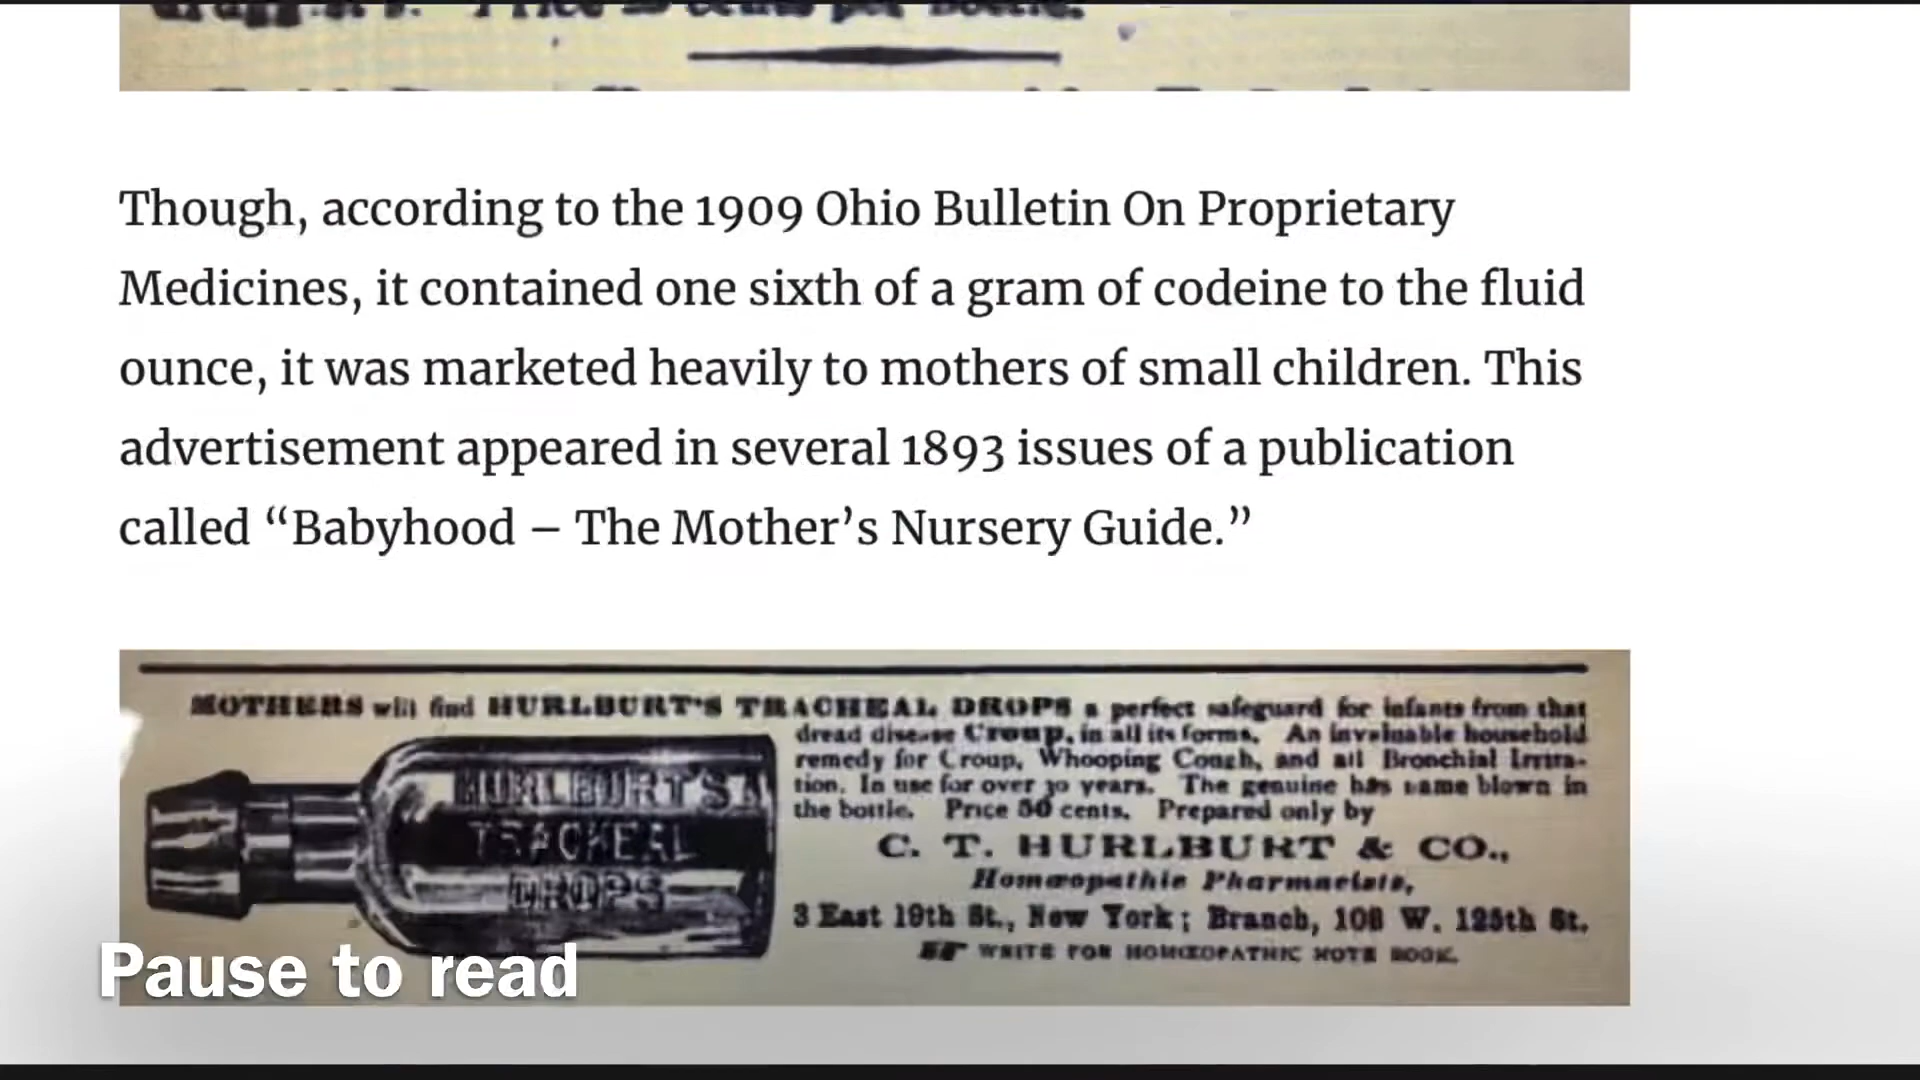 Price 25 cents per bottle.
Though, according to the 1909 Ohio Bulletin On Proprietary
Medicines, it contained one sixth of a gram of codeine to the fluid
ounce, it was marketed heavily to mothers of small children. This
advertisement appeared in several 1893 issues of a publication
called “Babyhood – The Mother’s Nursery Guide.”
MOTHERS will find HURLBURT'S TRACHEAL DROPS a perfect safeguard for infants from that
dread disease Croup, in all its forms. An invaluable household
remedy for Croup, Whooping Cough, and all Bronchial Irrita-
tion. In use for over 30 years. The genuine has name blown in
the bottle. Price 50 cents. Prepared only by
C. T. HURLBURT & CO.,
Homœopathic Pharmacists,
3 East 19th St., New York; Branch, 108 W. 125th St.
WRITE FOR HOMŒOPATHIC NOTE BOOK.
HURLBURT'S
TRACHEAL
DROPS
Pause to read